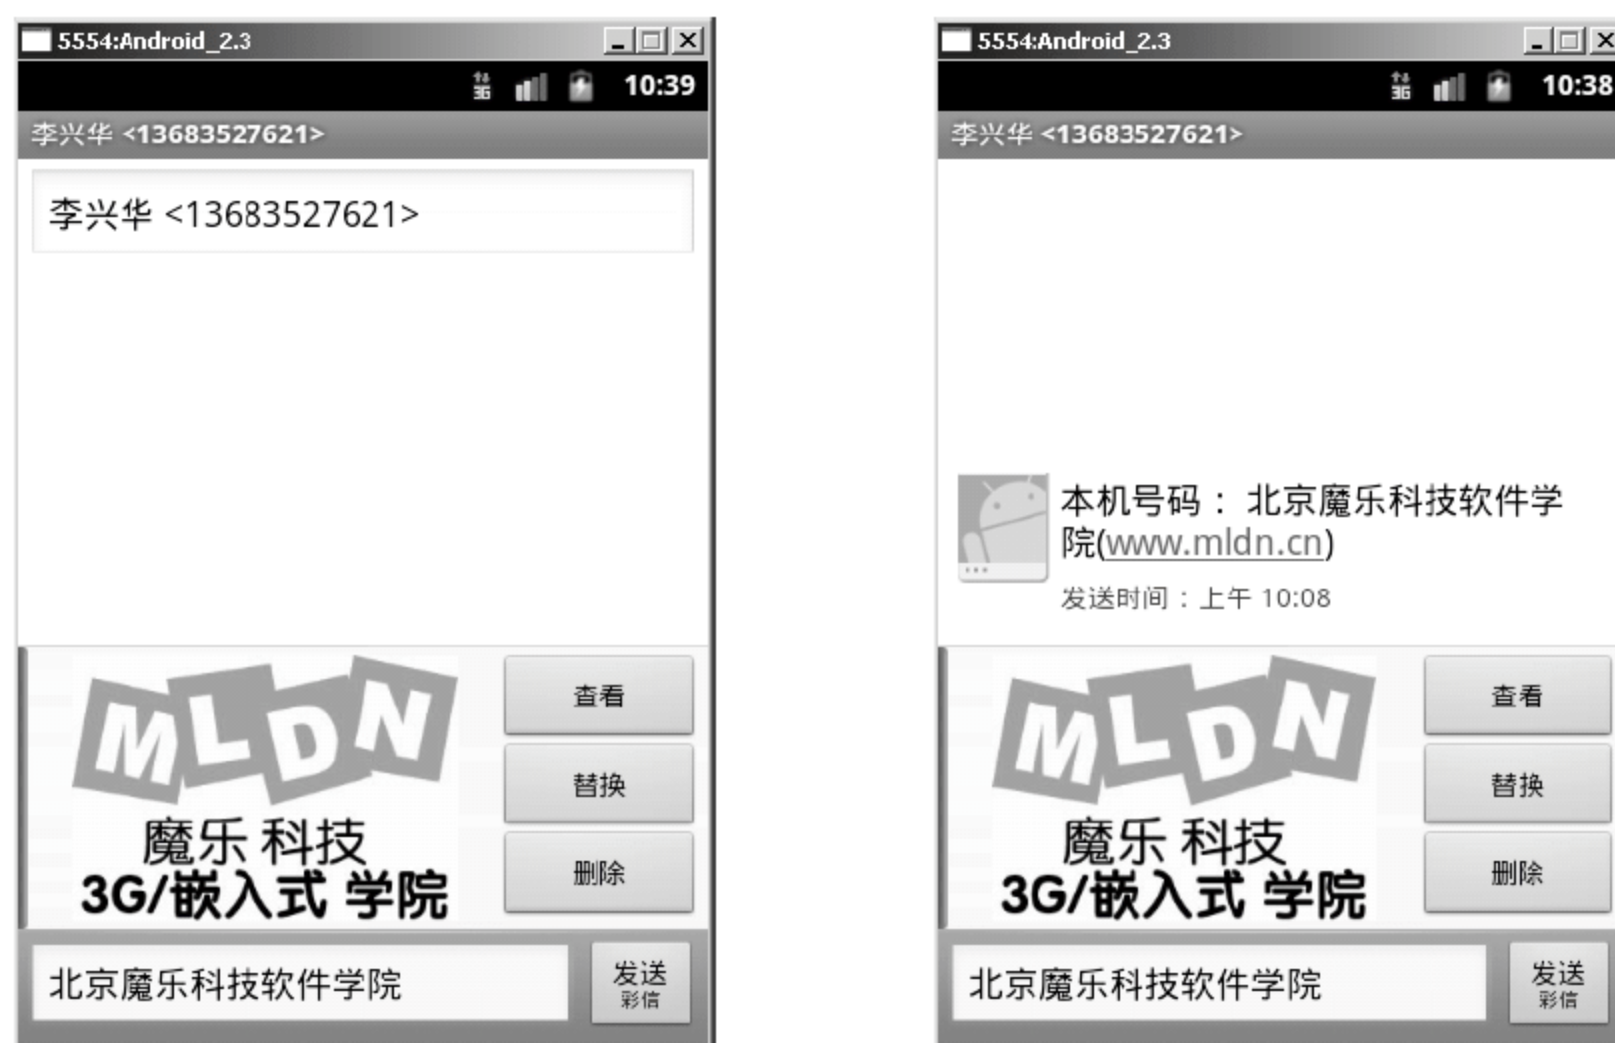 5554:Android_2.3
3G 10:39
李兴华 <13683527621>
李兴华 <13683527621>
MLDN
魔乐科技
3G/嵌入式 学院
查看
替换
删除
北京魔乐科技软件学院
发送
彩信
5554:Android_2.3
3G 10:38
李兴华 <13683527621>
本机号码： 北京魔乐科技软件学
院(www.mldn.cn)
发送时间：上午 10:08
MLDN
魔乐科技
3G/嵌入式 学院
查看
替换
删除
北京魔乐科技软件学院
发送
彩信